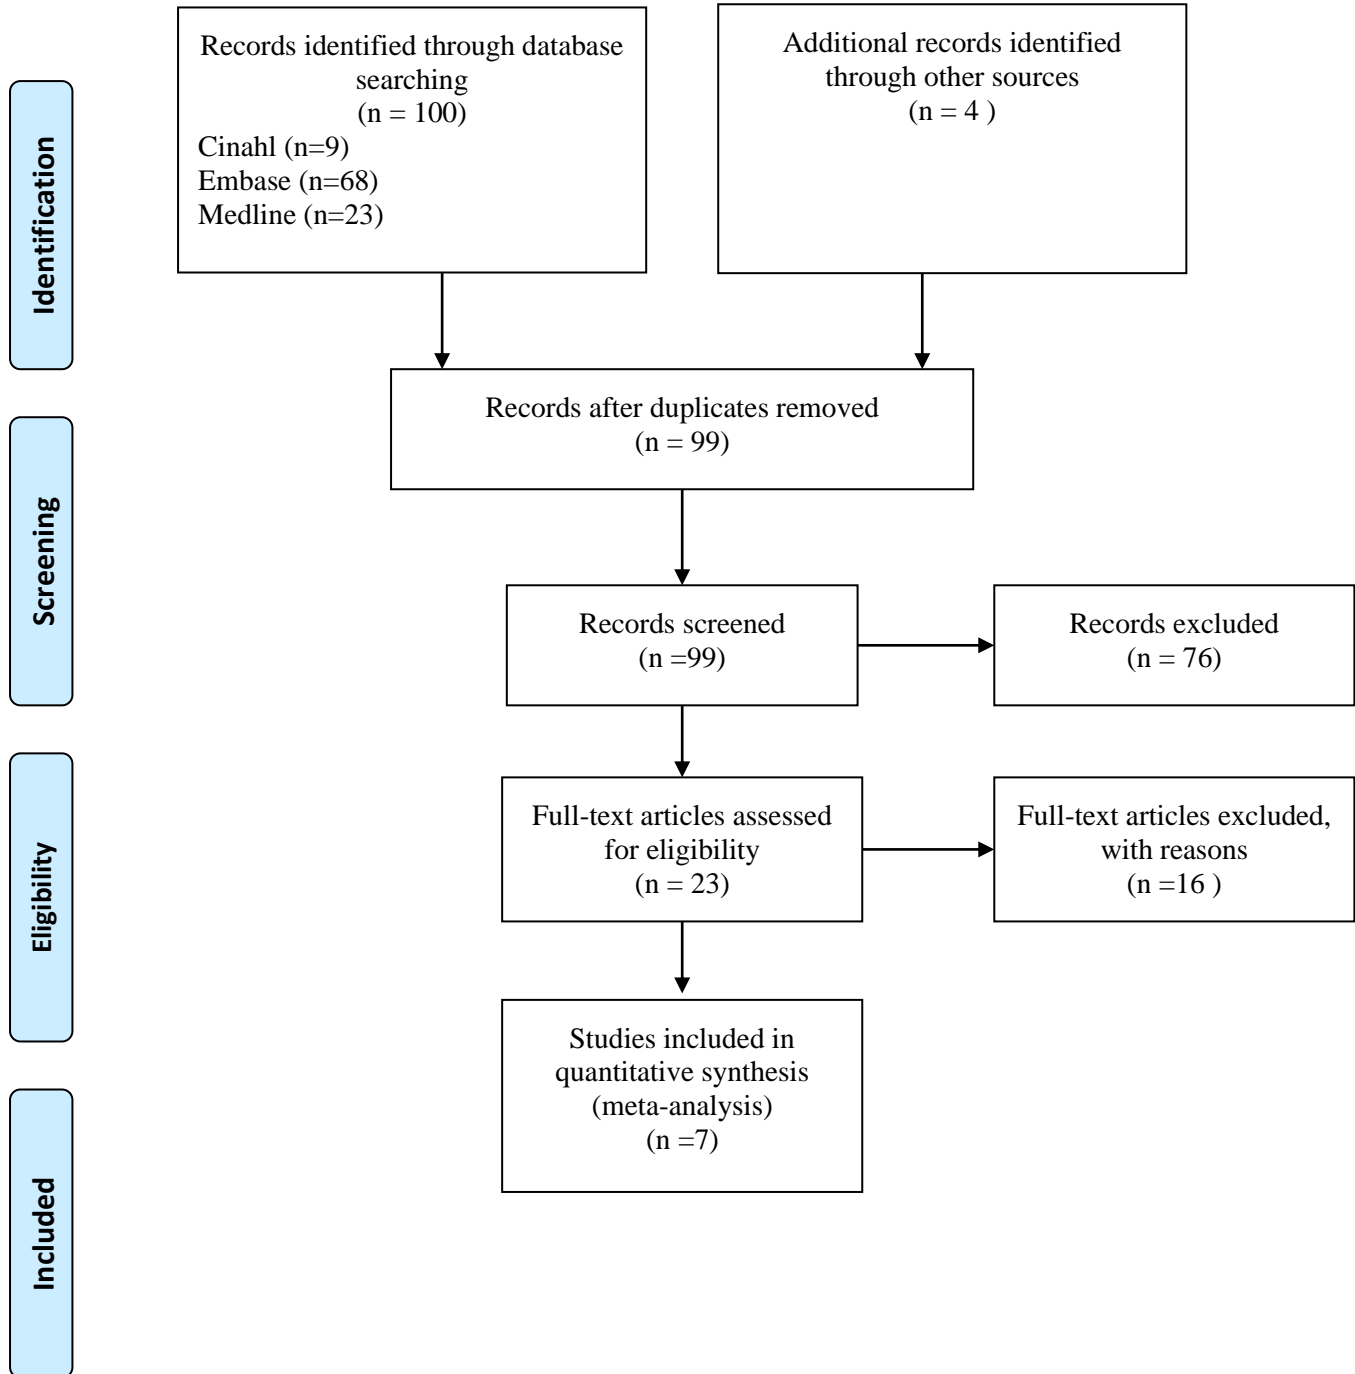 Identification
Records identified through database
searching
(n = 100)
Cinahl (n=9)
Embase (n=68)
Medline (n=23)
Additional records identified
through other sources
(n = 4 )
Records after duplicates removed
(n = 99)
Screening
Records screened
(n =99)
Records excluded
(n = 76)
Eligibility
Full-text articles assessed
for eligibility
(n = 23)
Full-text articles excluded,
with reasons
(n =16 )
Included
Studies included in
quantitative synthesis
(meta-analysis)
(n =7)